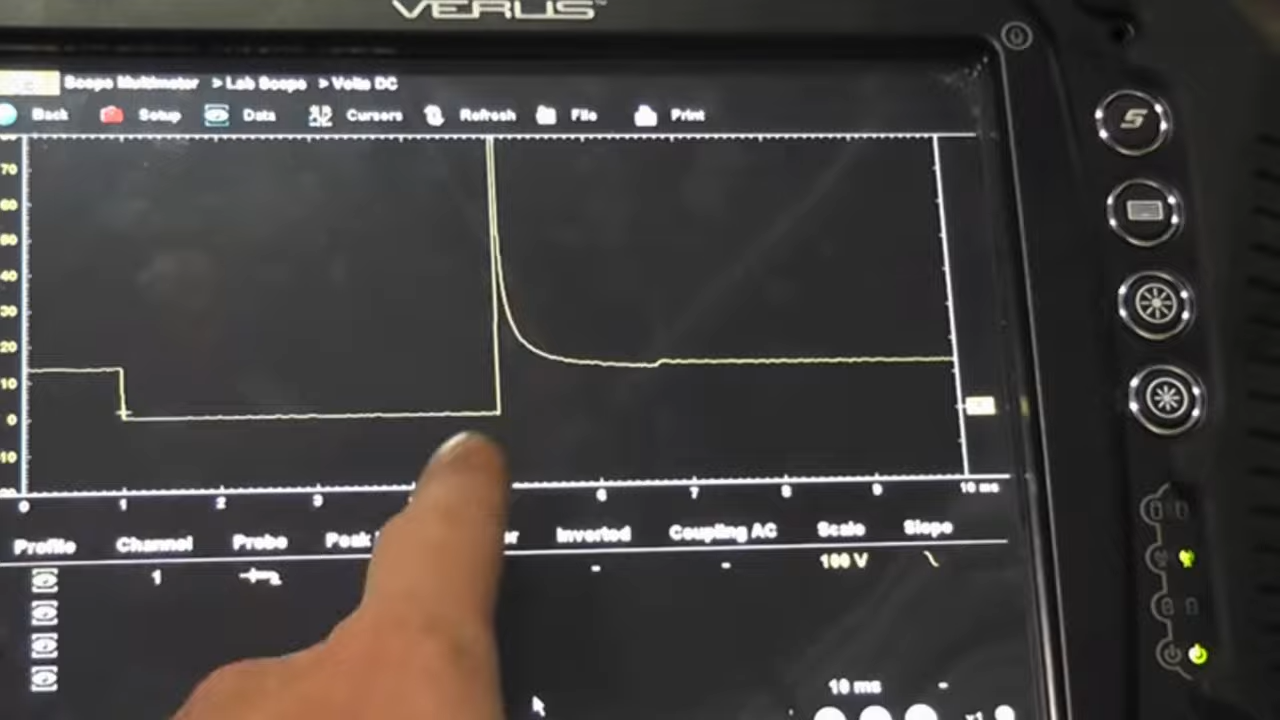 VERUS™
Scope Multimeter > Lab Scope > Volts DC
Back Setup Data Cursors Refresh File Print
70
60
50
40
30
20
10
0
-10
0 1 2 3 6 7 8 9 10 ms
Profile Channel Probe Peak Inverted Coupling AC Scale Slope
1 - - 100 V
10 ms -
x1
S